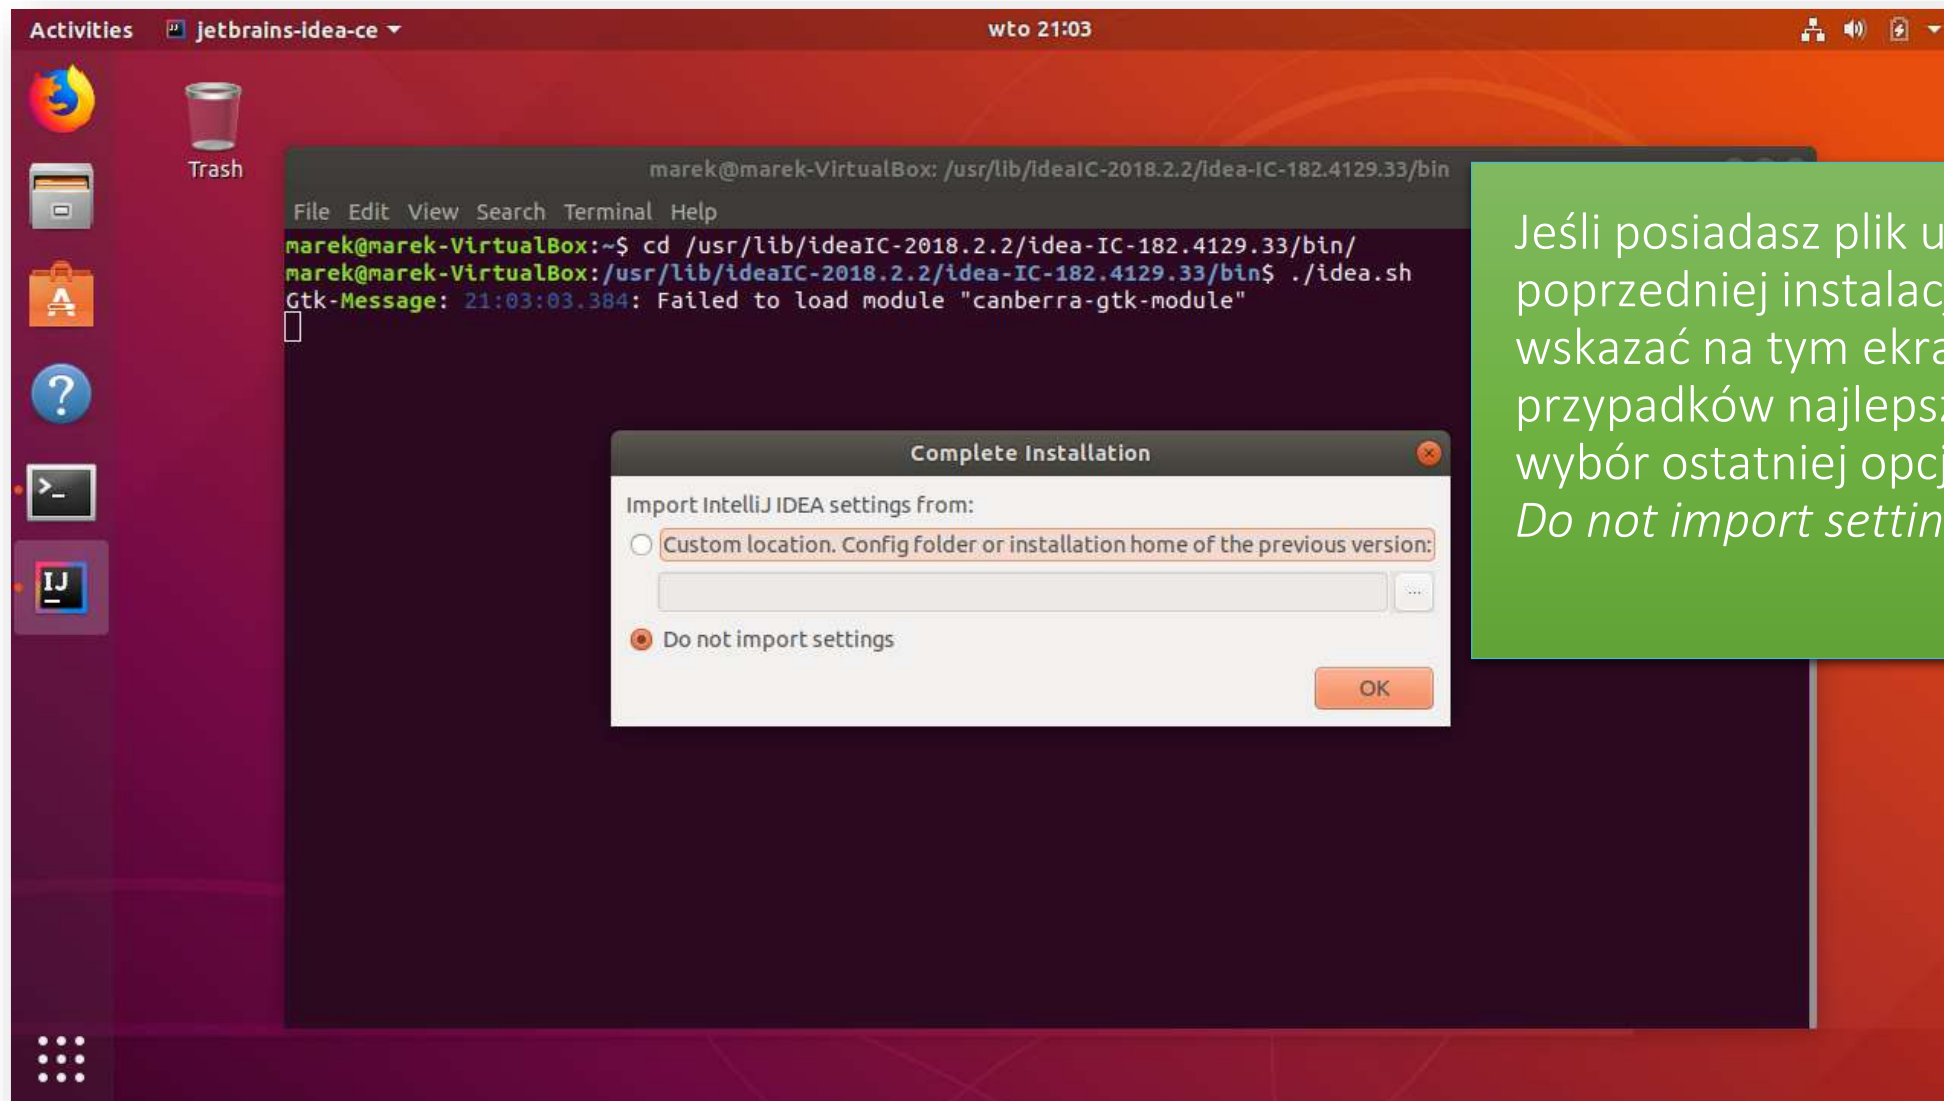 Activities jetbrains-idea-ce wto 21:03
Trash
marek@marek-VirtualBox: /usr/lib/ideaIC-2018.2.2/idea-IC-182.4129.33/bin
File Edit View Search Terminal Help
marek@marek-VirtualBox:~$ cd /usr/lib/ideaIC-2018.2.2/idea-IC-182.4129.33/bin/
marek@marek-VirtualBox:/usr/lib/ideaIC-2018.2.2/idea-IC-182.4129.33/bin$ ./idea.sh
Gtk-Message: 21:03:03.384: Failed to load module "canberra-gtk-module"
Complete Installation
Import IntelliJ IDEA settings from:
Custom location. Config folder or installation home of the previous version:
...
Do not import settings
OK
IJ
Jeśli posiadasz plik u
poprzedniej instalac
wskazać na tym ekra
przypadków najleps
wybór ostatniej opcj
Do not import settin